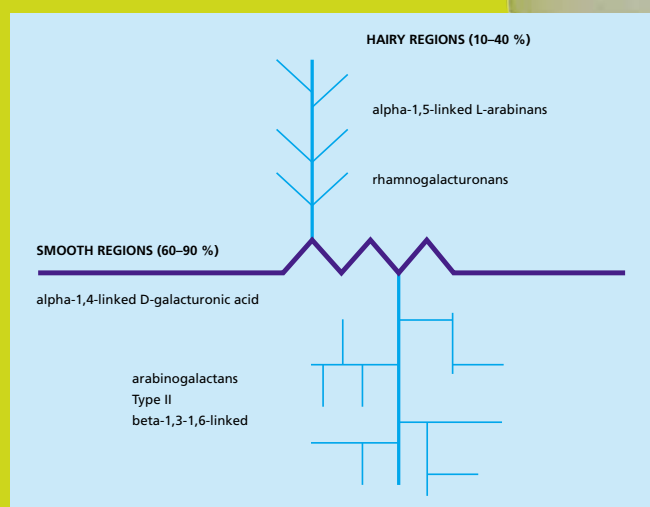 HAIRY REGIONS (10–40 %)
alpha-1,5-linked L-arabinans
rhamnogalacturonans
SMOOTH REGIONS (60–90 %)
alpha-1,4-linked D-galacturonic acid
arabinogalactans
Type II
beta-1,3-1,6-linked